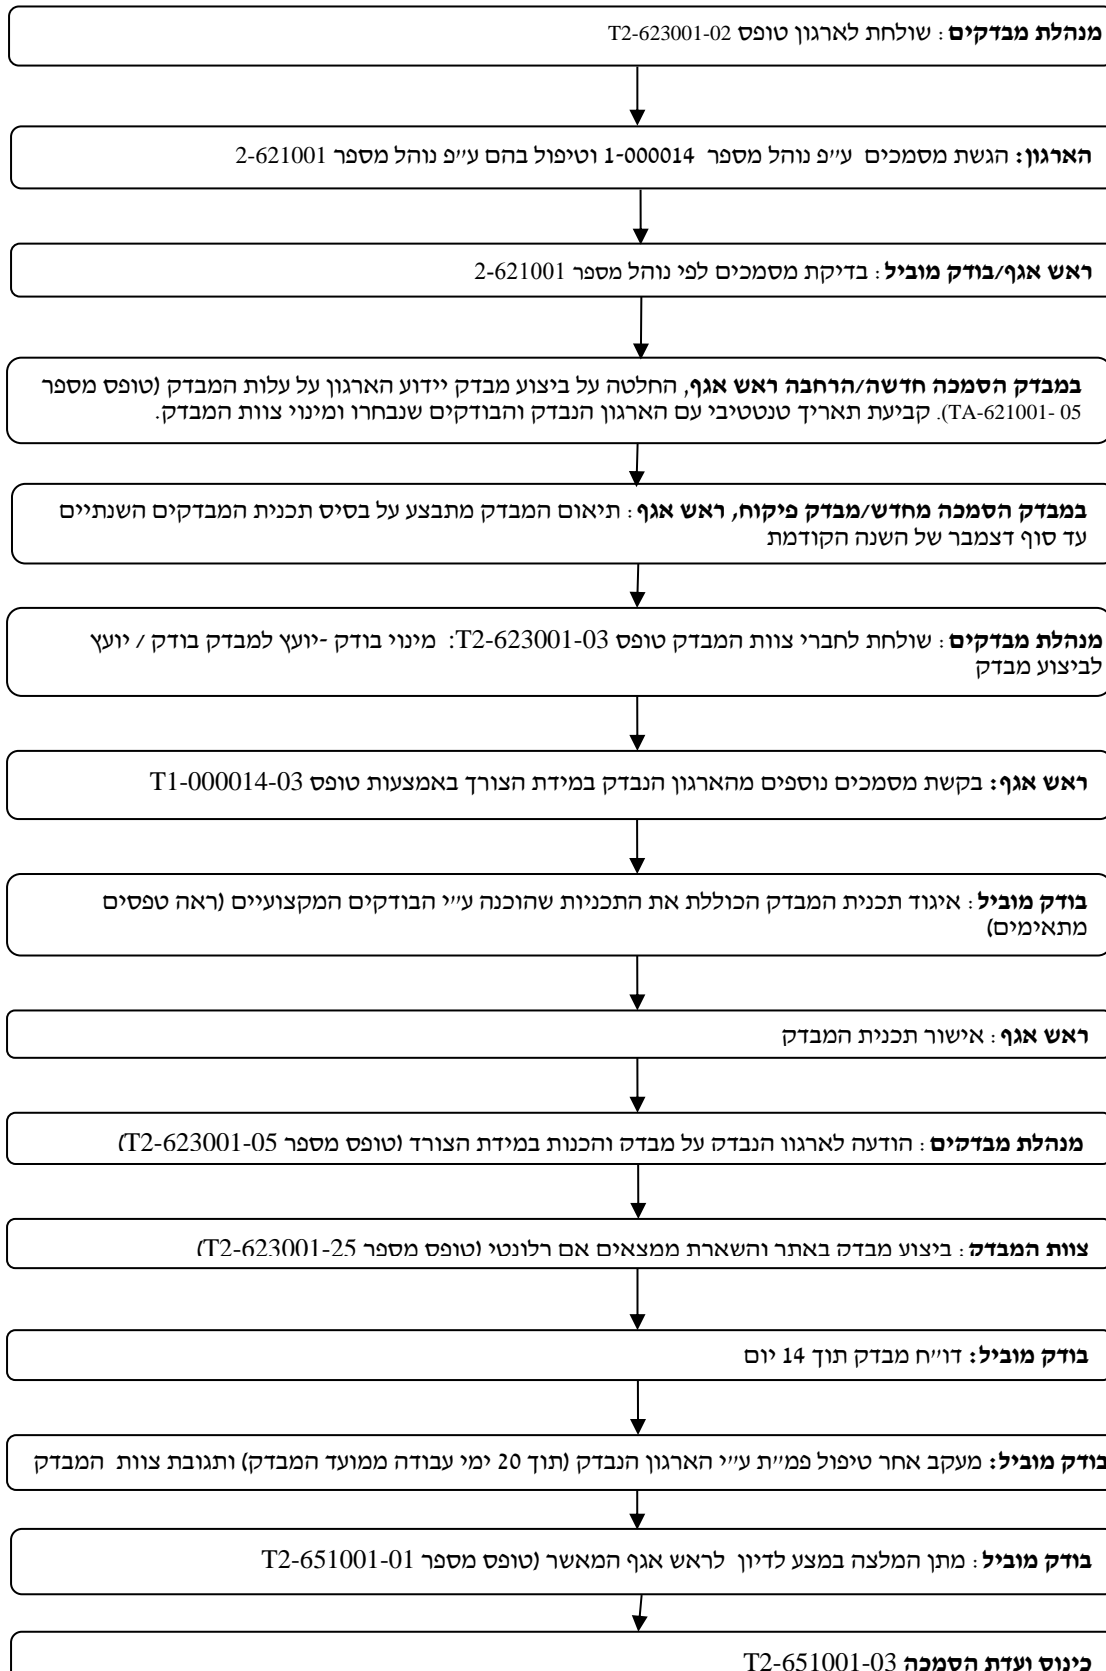 מנהלת מבדקים: שולחת לארגון טופס T2-623001-02
הארגון: הגשת מסמכים ע״פ נוהל מספר 1-000014 וטיפול בהם ע״פ נוהל מספר 2-621001
ראש אגף/בודק מוביל: בדיקת מסמכים לפי נוהל מספר 2-621001
במבדק הסמכה חדשה/הרחבה ראש אגף, החלטה על ביצוע מבדק יידוע הארגון על עלות המבדק (טופס מספר
TA-621001- 05). קביעת תאריך טנטטיבי עם הארגון הנבדק והבודקים שנבחרו ומינוי צוות המבדק.
במבדק הסמכה מחדש/מבדק פיקוח, ראש אגף: תיאום המבדק מתבצע על בסיס תכנית המבדקים השנתיים
עד סוף דצמבר של השנה הקודמת
מנהלת מבדקים: שולחת לחברי צוות המבדק טופס T2-623001-03: מינוי בודק -יועץ למבדק בודק / יועץ
לביצוע מבדק
ראש אגף: בקשת מסמכים נוספים מהארגון הנבדק במידת הצורך באמצעות טופס T1-000014-03
בודק מוביל: איגוד תכנית המבדק הכוללת את התכניות שהוכנה ע״י הבודקים המקצועיים (ראה טפסים
מתאימים)
ראש אגף: אישור תכנית המבדק
מנהלת מבדקים: הודעה לארגון הנבדק על מבדק והכנות במידת הצורך (טופס מספר T2-623001-05)
צוות המבדק: ביצוע מבדק באתר והשארת ממצאים אם רלונטי (טופס מספר T2-623001-25)
בודק מוביל: דו״ח מבדק תוך 14 יום
בודק מוביל: מעקב אחר טיפול פמ״ת ע״י הארגון הנבדק (תוך 20 ימי עבודה ממועד המבדק) ותגובת צוות המבדק
בודק מוביל: מתן המלצה במצע לדיון לראש אגף המאשר (טופס מספר T2-651001-01
כינוס ועדת הסמכה T2-651001-03